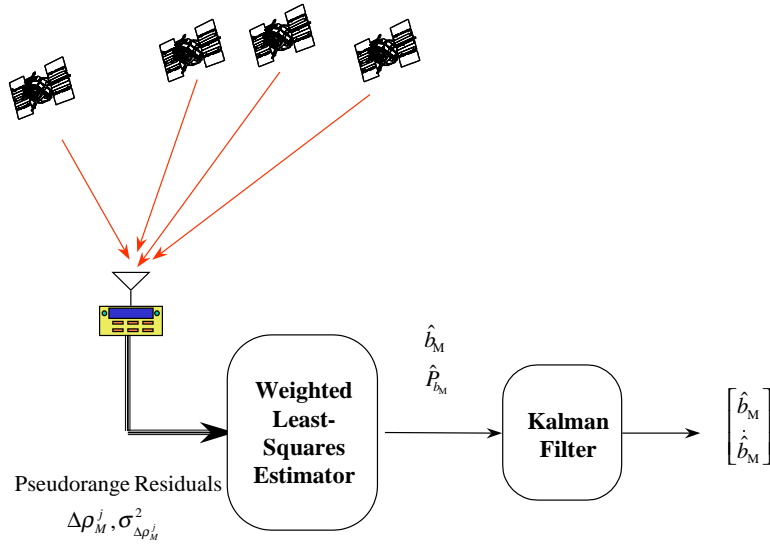 Weighted
Least-
Squares
Estimator
b̂_M
P̂_{b_M}
Kalman
Filter
[b̂_M
ḃ̂_M]
Pseudorange Residuals
Δρ_M^j, σ²_{Δρ_M^j}